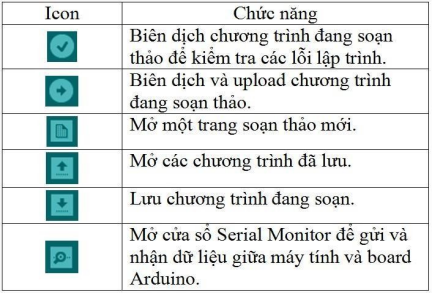 Icon Chức năng
Biên dịch chương trình đang soạn
thảo để kiểm tra các lỗi lập trình.
Biên dịch và upload chương trình
đang soạn thảo.
Mở một trang soạn thảo mới.
Mở các chương trình đã lưu.
Lưu chương trình đang soạn.
Mở cửa sổ Serial Monitor để gửi và
nhận dữ liệu giữa máy tính và board
Arduino.